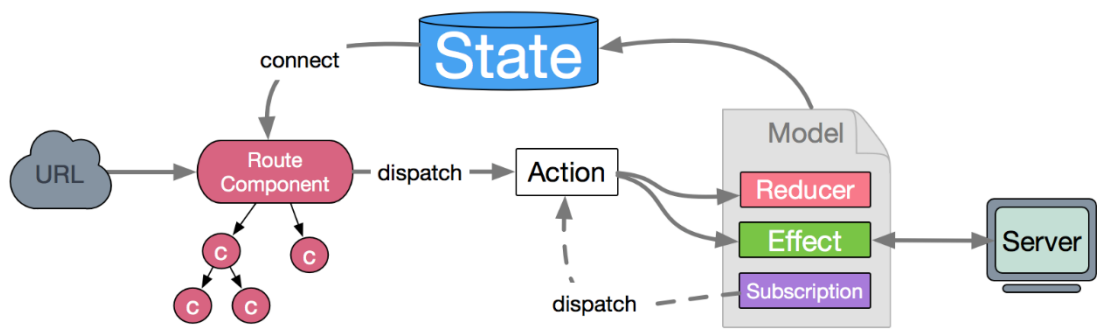 State
connect
Model
URL
Route
Component
dispatch
Action
Reducer
Effect
Server
Subscription
dispatch
C
C
C
C